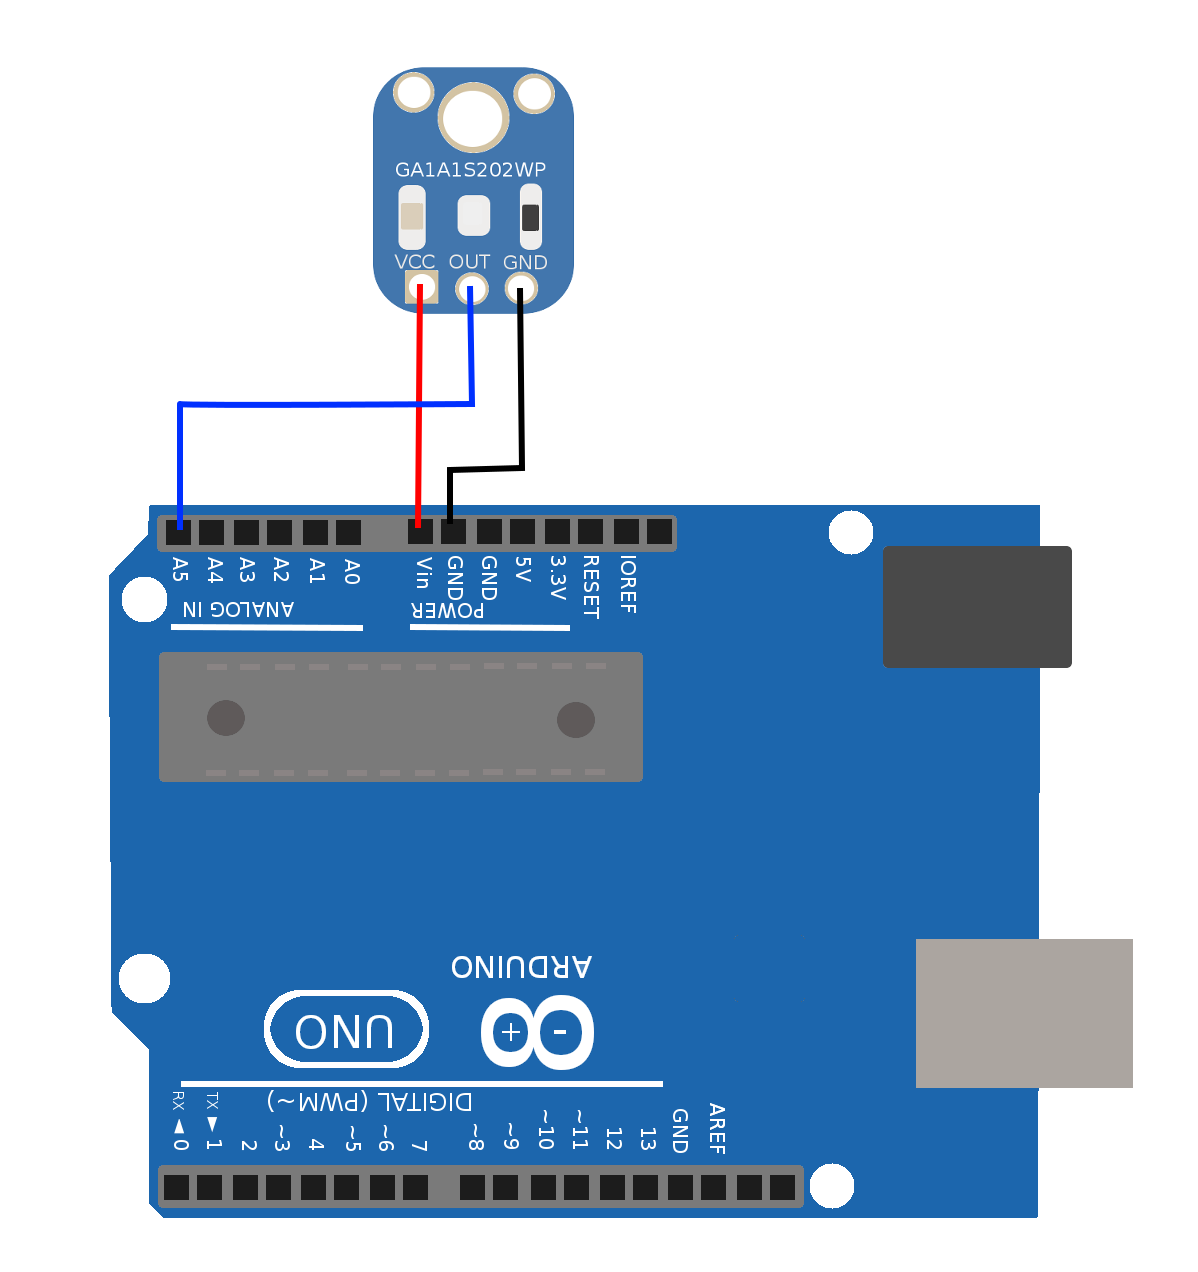 GA1A1S202WP
VCC OUT GND
A5 A4 A3 A2 A1 A0 Vin GND GND 5V 3.3V RESET IOREF
ANALOG IN POWER
ARDUINO
UNO + -
DIGITAL (PWM~)
RX ◄ 0 TX ► 1 2 ~3 4 ~5 ~6 7 ~8 ~9 ~10 ~11 12 13 GND AREF